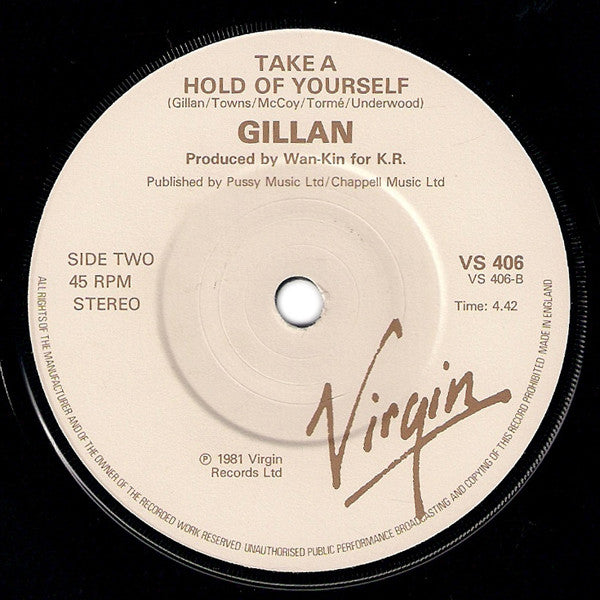 TAKE A
HOLD OF YOURSELF
(Gillan/Towns/McCoy/Tormé/Underwood)
GILLAN
Produced by Wan-Kin for K.R.
Published by Pussy Music Ltd/Chappell Music Ltd
SIDE TWO
45 RPM
STEREO
VS 406
VS 406-B
Time: 4.42
Virgin
℗ 1981 Virgin
Records Ltd
ALL RIGHTS OF THE MANUFACTURER AND OF THE OWNER OF THE RECORDED WORK RESERVED UNAUTHORISED PUBLIC PERFORMANCE BROADCASTING AND COPYING OF THIS RECORD PROHIBITED MADE IN ENGLAND